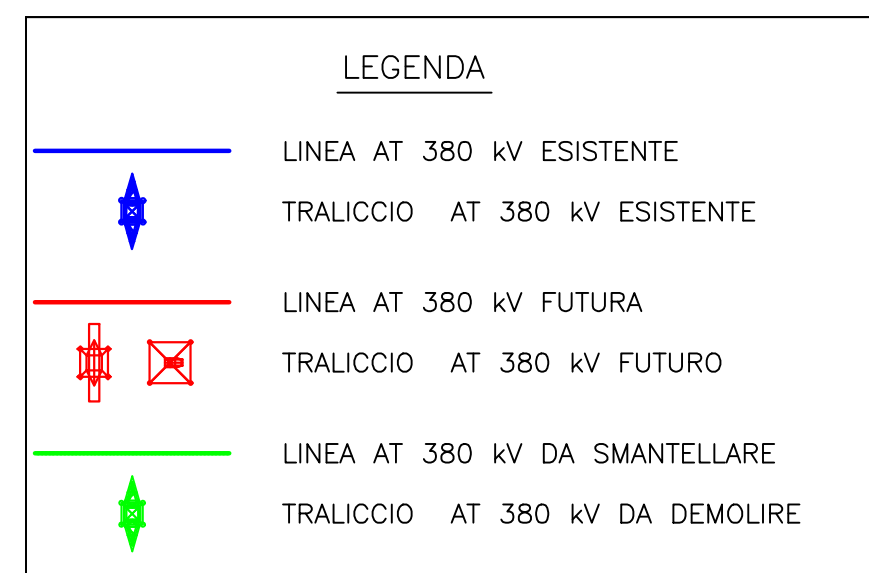 LEGENDA
LINEA AT 380 kV ESISTENTE
TRALICCIO AT 380 kV ESISTENTE
LINEA AT 380 kV FUTURA
TRALICCIO AT 380 kV FUTURO
LINEA AT 380 kV DA SMANTELLARE
TRALICCIO AT 380 kV DA DEMOLIRE